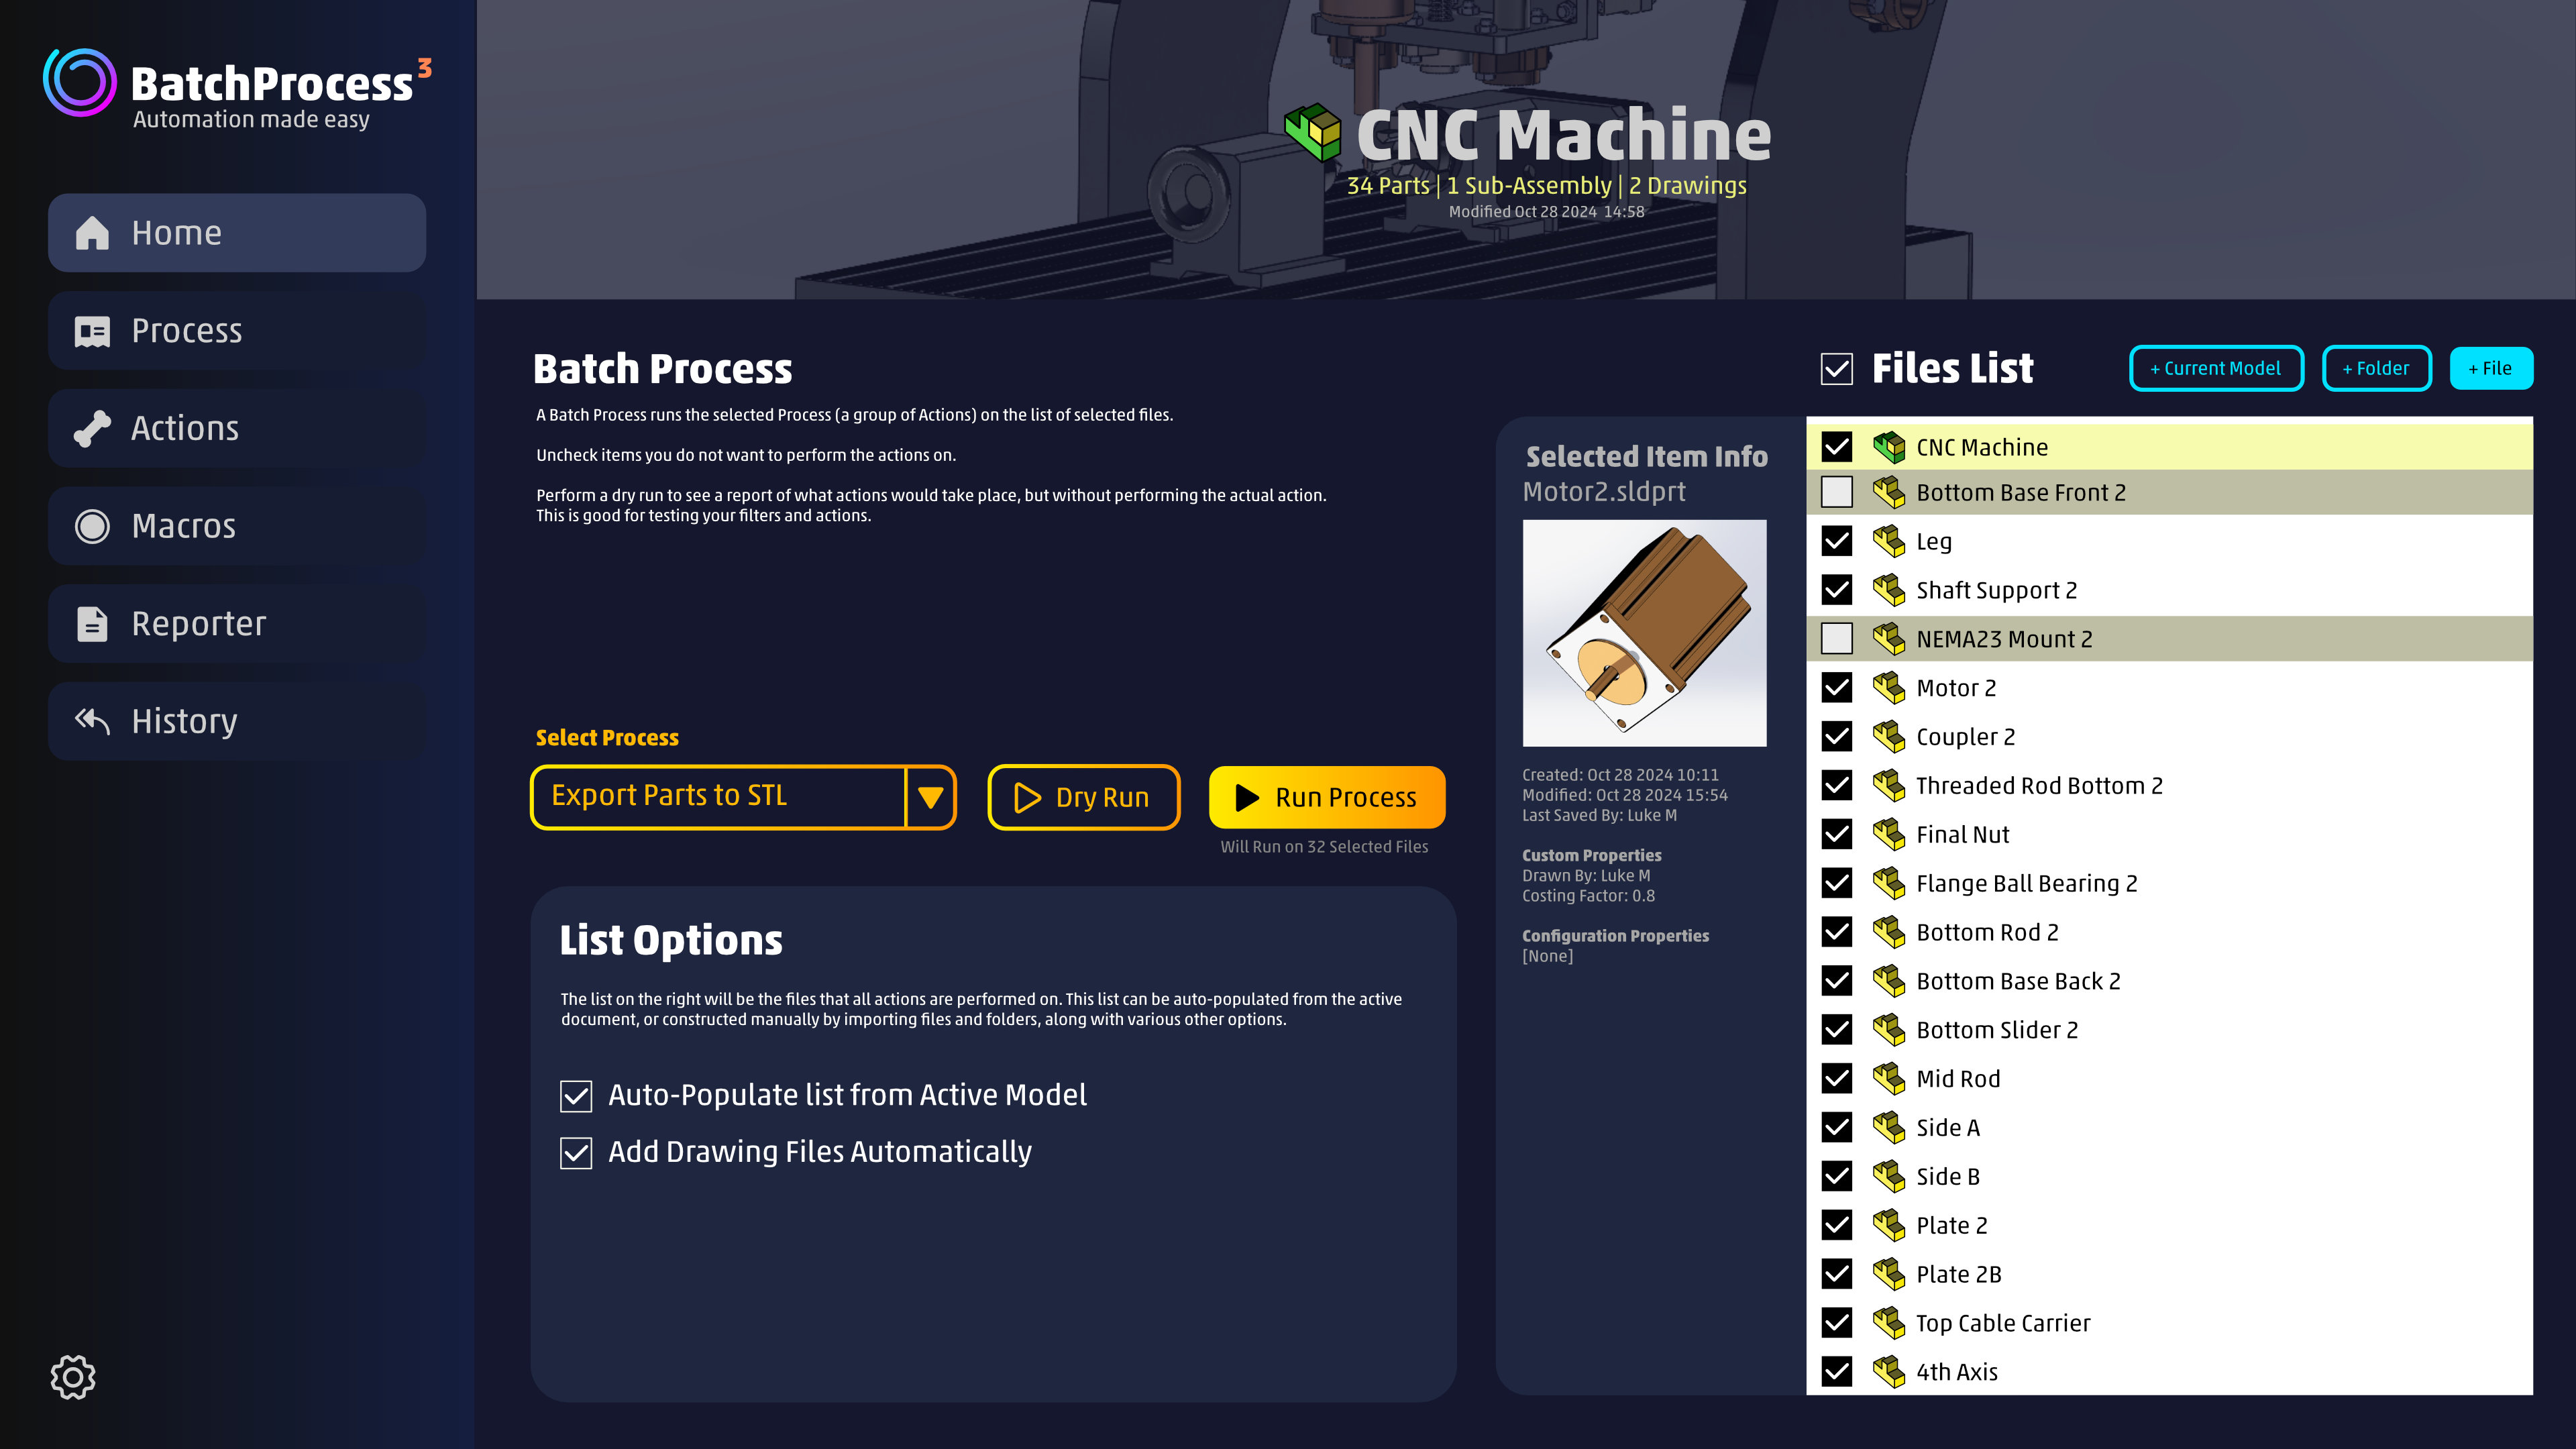 BatchProcess3
Automation made easy
Home
Process
Actions
Macros
Reporter
History
CNC Machine
34 Parts | 1 Sub-Assembly | 2 Drawings
Modified Oct 28 2024 14:58
Batch Process
A Batch Process runs the selected Process (a group of Actions) on the list of selected files.
Uncheck items you do not want to perform the actions on.
Perform a dry run to see a report of what actions would take place, but without performing the actual action.
This is good for testing your filters and actions.
Select Process
Export Parts to STL
Dry Run
Run Process
Will Run on 32 Selected Files
List Options
The list on the right will be the files that all actions are performed on. This list can be auto-populated from the active
document, or constructed manually by importing files and folders, along with various other options.
Auto-Populate list from Active Model
Add Drawing Files Automatically
Selected Item Info
Motor2.sldprt
Created: Oct 28 2024 10:11
Modified: Oct 28 2024 15:54
Last Saved By: Luke M
Custom Properties
Drawn By: Luke M
Costing Factor: 0.8
Configuration Properties
[None]
Files List
+ Current Model
+ Folder
+ File
CNC Machine
Bottom Base Front 2
Leg
Shaft Support 2
NEMA23 Mount 2
Motor 2
Coupler 2
Threaded Rod Bottom 2
Final Nut
Flange Ball Bearing 2
Bottom Rod 2
Bottom Base Back 2
Bottom Slider 2
Mid Rod
Side A
Side B
Plate 2
Plate 2B
Top Cable Carrier
4th Axis